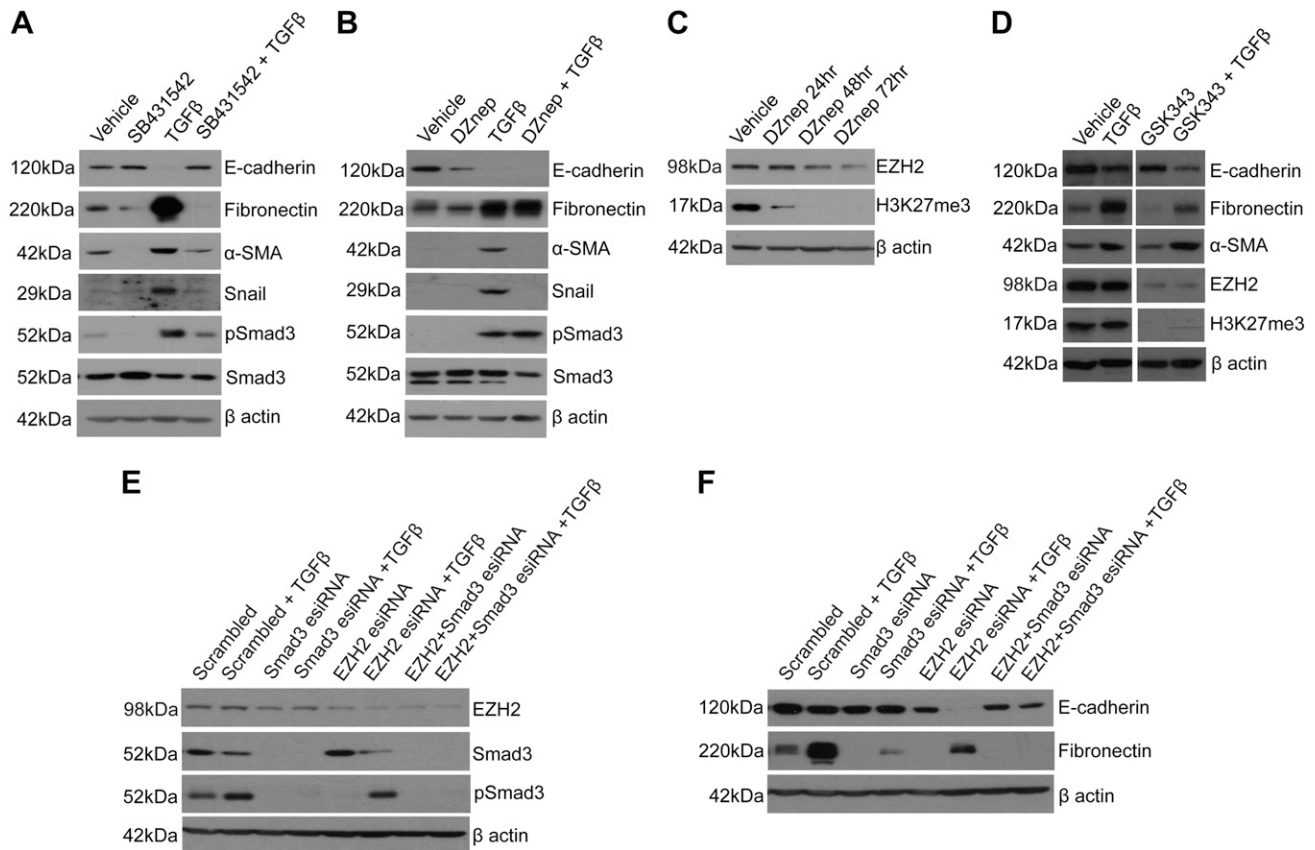 A
Vehicle
SB431542
TGFβ
SB431542 + TGFβ
120kDa E-cadherin
220kDa Fibronectin
42kDa α-SMA
29kDa Snail
52kDa pSmad3
52kDa Smad3
42kDa β actin
B
Vehicle
DZnep
TGFβ
DZnep + TGFβ
120kDa E-cadherin
220kDa Fibronectin
42kDa α-SMA
29kDa Snail
52kDa pSmad3
52kDa Smad3
42kDa β actin
C
Vehicle
DZnep 24hr
DZnep 48hr
DZnep 72hr
98kDa EZH2
17kDa H3K27me3
42kDa β actin
D
Vehicle
TGFβ
GSK343
GSK343 + TGFβ
120kDa E-cadherin
220kDa Fibronectin
42kDa α-SMA
98kDa EZH2
17kDa H3K27me3
42kDa β actin
E
Scrambled
Scrambled + TGFβ
Smad3 esiRNA
Smad3 esiRNA +TGFβ
EZH2 esiRNA
EZH2 esiRNA +TGFβ
EZH2+Smad3 esiRNA
EZH2+Smad3 esiRNA +TGFβ
98kDa EZH2
52kDa Smad3
52kDa pSmad3
42kDa β actin
F
Scrambled
Scrambled + TGFβ
Smad3 esiRNA
Smad3 esiRNA +TGFβ
EZH2 esiRNA
EZH2 esiRNA +TGFβ
EZH2+Smad3 esiRNA
EZH2+Smad3 esiRNA +TGFβ
120kDa E-cadherin
220kDa Fibronectin
42kDa β actin